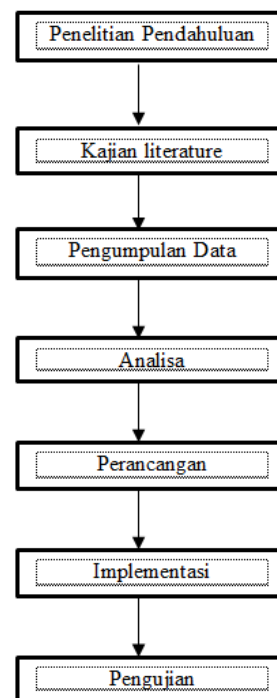 Penelitian Pendahuluan
Kajian literature
Pengumpulan Data
Analisa
Perancangan
Implementasi
Pengujian